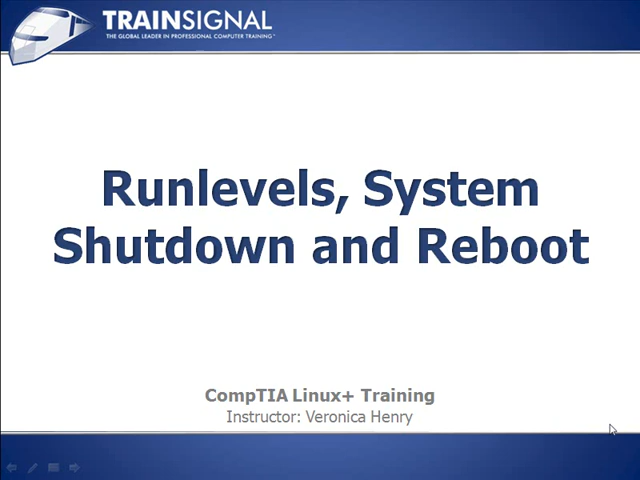 TRAINSIGNAL
THE GLOBAL LEADER IN PROFESSIONAL COMPUTER TRAINING
Runlevels, System
Shutdown and Reboot
CompTIA Linux+ Training
Instructor: Veronica Henry